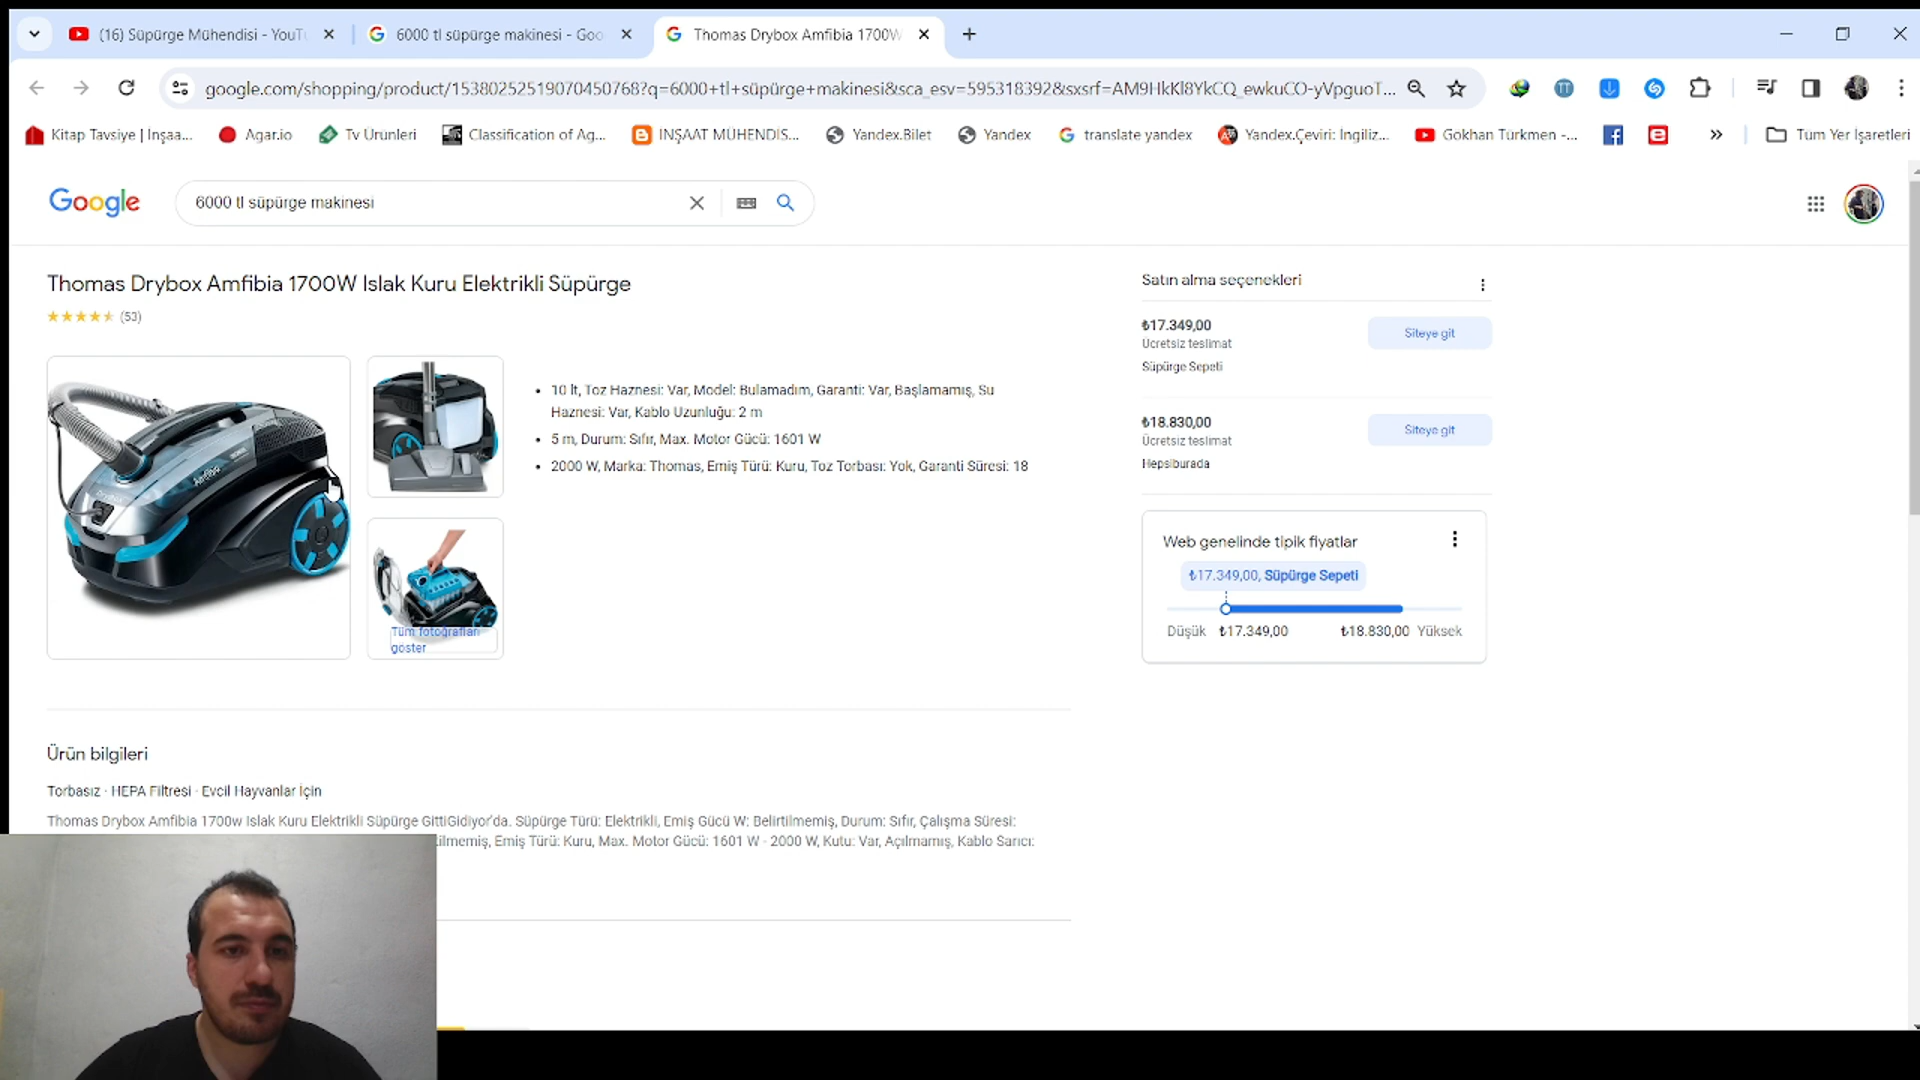 (16) Süpürge Mühendisi - YouT
6000 tl süpürge makinesi - Goo
Thomas Drybox Amfibia 1700W
google.com/shopping/product/15380252519070450768?q=6000+tl+süpürge+makinesi&sca_esv=595318392&sxsrf=AM9HkKl8YkCQ_ewkuCO-yVpguoT...
Kitap Tavsiye | İnşaa...
Agar.io
Tv Ürünleri
Classification of Ag...
İNŞAAT MÜHENDİS...
Yandex.Bilet
Yandex
translate yandex
Yandex.Çeviri: İngiliz...
Gökhan Türkmen -...
»
Tüm Yer İşaretleri
Google
6000 tl süpürge makinesi
Thomas Drybox Amfibia 1700W Islak Kuru Elektrikli Süpürge
(53)
10 lt, Toz Haznesi: Var, Model: Bulamadım, Garanti: Var, Başlamamış, Su
Haznesi: Var, Kablo Uzunluğu: 2 m
5 m, Durum: Sıfır, Max. Motor Gücü: 1601 W
2000 W, Marka: Thomas, Emiş Türü: Kuru, Toz Torbası: Yok, Garanti Süresi: 18
Tüm fotoğrafları
göster
Satın alma seçenekleri
₺17.349,00
Ücretsiz teslimat
Süpürge Sepeti
Siteye git
₺18.830,00
Ücretsiz teslimat
Hepsiburada
Siteye git
Web genelinde tipik fiyatlar
₺17.349,00, Süpürge Sepeti
Düşük ₺17.349,00 ₺18.830,00 Yüksek
Ürün bilgileri
Torbasız · HEPA Filtresi · Evcil Hayvanlar İçin
Thomas Drybox Amfibia 1700w Islak Kuru Elektrikli Süpürge GittiGidiyor'da. Süpürge Türü: Elektrikli, Emiş Gücü W: Belirtilmemiş, Durum: Sıfır, Çalışma Süresi:
ilmemiş, Emiş Türü: Kuru, Max. Motor Gücü: 1601 W - 2000 W, Kutu: Var, Açılmamış, Kablo Sarıcı: